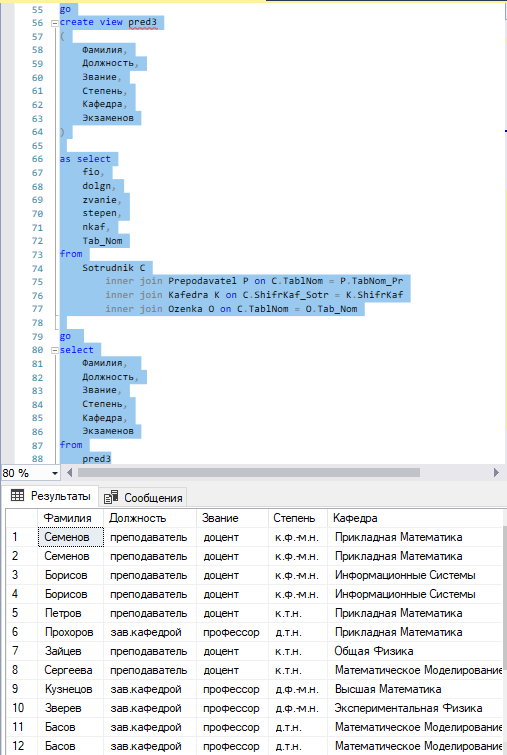 55 go
56 create view pred3
57 (
58 Фамилия,
59 Должность,
60 Звание,
61 Степень,
62 Кафедра,
63 Экзаменов
64 )
65
66 as select
67 fio,
68 dolgn,
69 zvanie,
70 stepen,
71 nkaf,
72 Tab_Nom
73 from
74 Sotrudnik C
75 inner join Prepodavatel P on C.TablNom = P.TabNom_Pr
76 inner join Kafedra K on C.ShifrKaf_Sotr = K.ShifrKaf
77 inner join Ozenka O on C.TablNom = O.Tab_Nom
78
79 go
80 select
81 Фамилия,
82 Должность,
83 Звание,
84 Степень,
85 Кафедра,
86 Экзаменов
87 from
88 pred3
80 %
Результаты Сообщения
Фамилия Должность Звание Степень Кафедра
1 Семенов преподаватель доцент к.ф.-м.н. Прикладная Математика
2 Семенов преподаватель доцент к.ф.-м.н. Прикладная Математика
3 Борисов преподаватель доцент к.ф.-м.н. Информационные Системы
4 Борисов преподаватель доцент к.ф.-м.н. Информационные Системы
5 Петров преподаватель доцент к.т.н. Прикладная Математика
6 Прохоров зав.кафедрой профессор д.т.н. Прикладная Математика
7 Зайцев преподаватель доцент к.т.н. Общая Физика
8 Сергеева преподаватель доцент к.т.н. Математическое Моделирование
9 Кузнецов зав.кафедрой профессор д.ф.-м.н. Высшая Математика
10 Зверев зав.кафедрой профессор д.ф.-м.н. Экспериментальная Физика
11 Басов зав.кафедрой профессор д.т.н. Математическое Моделирование
12 Басов зав.кафедрой профессор д.т.н. Математическое Моделирование